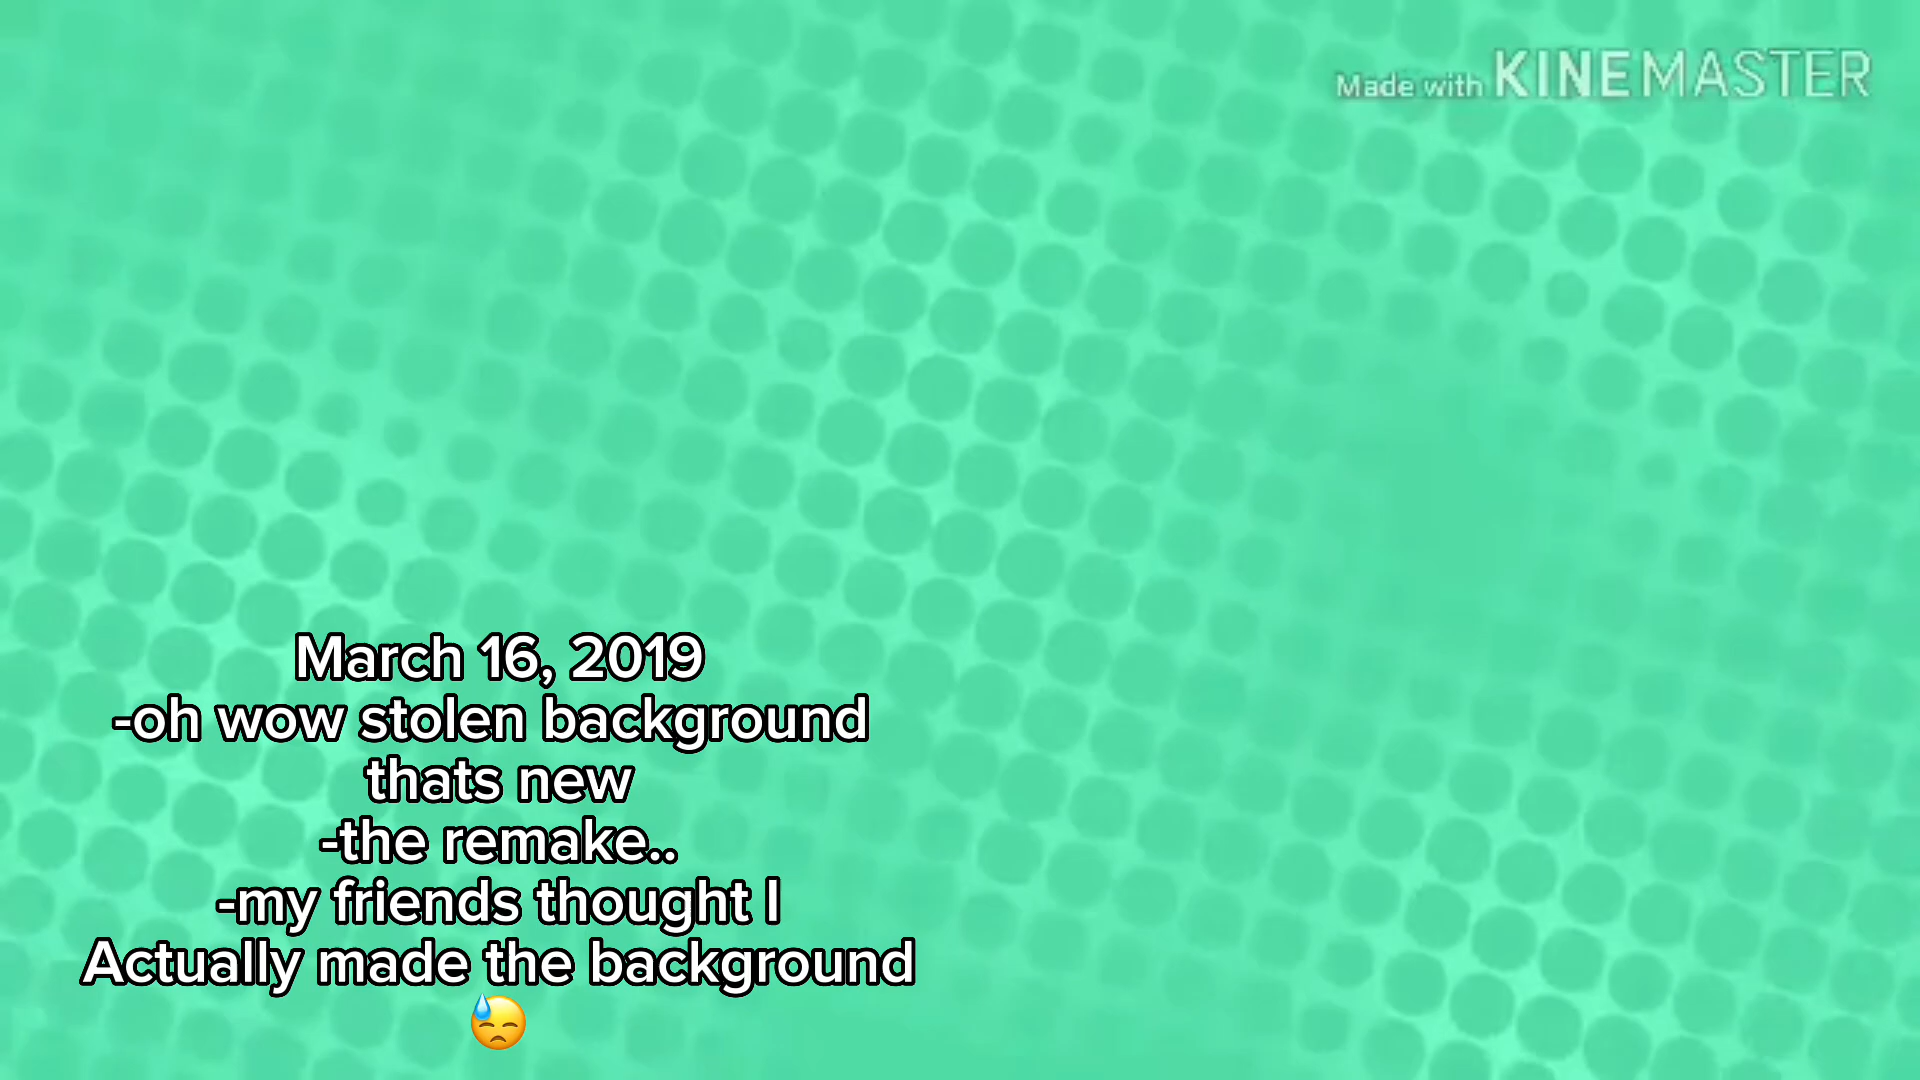 Made with KINEMASTER
March 16, 2019
-oh wow stolen background
thats new
-the remake..
-my friends thought I
Actually made the background
😓